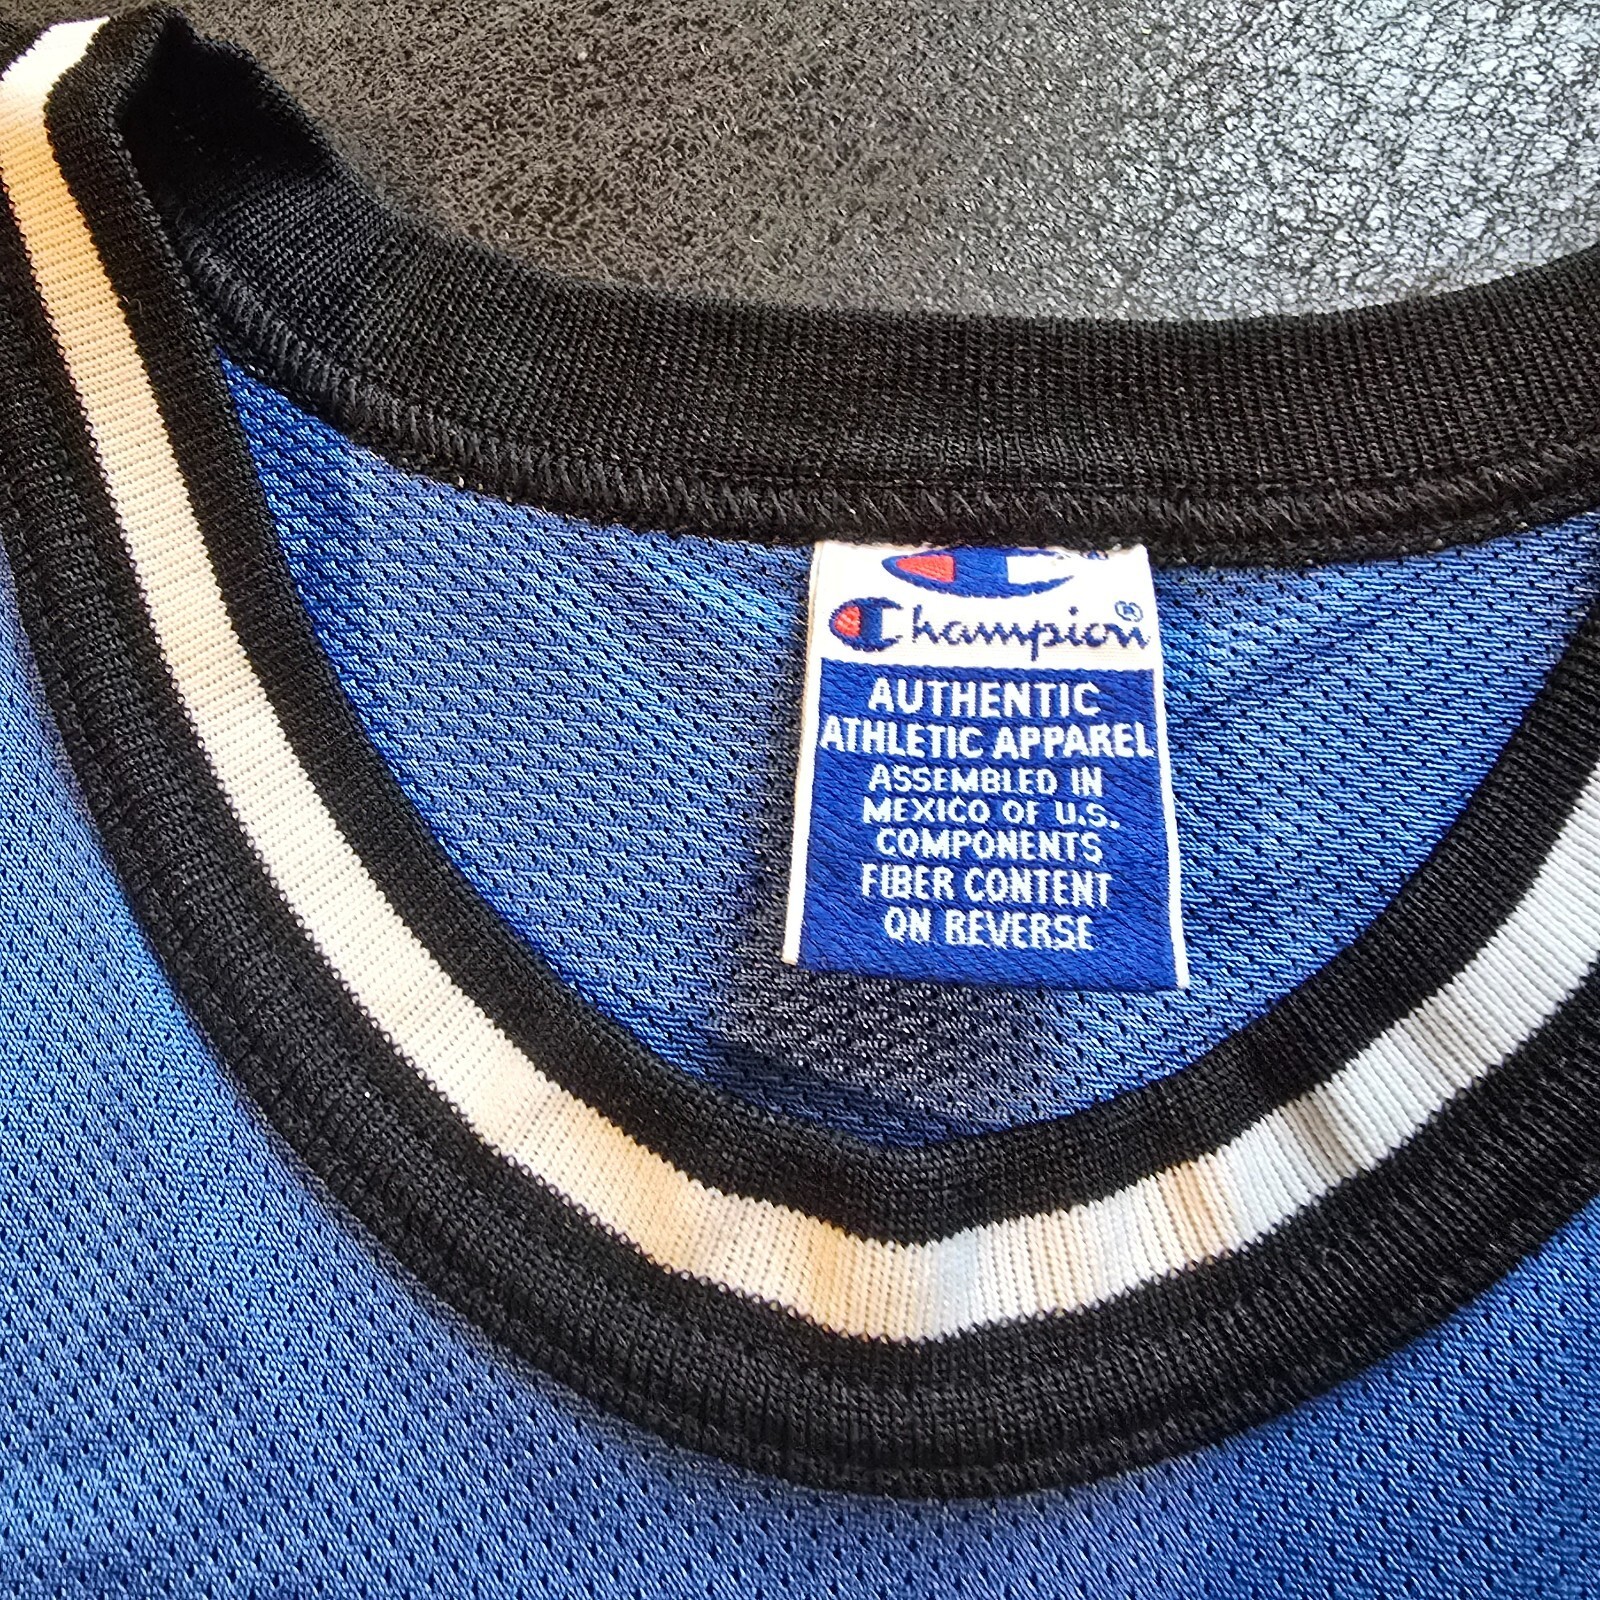 Champion®
AUTHENTIC
ATHLETIC APPAREL
ASSEMBLED IN
MEXICO OF U.S.
COMPONENTS
FIBER CONTENT
ON REVERSE